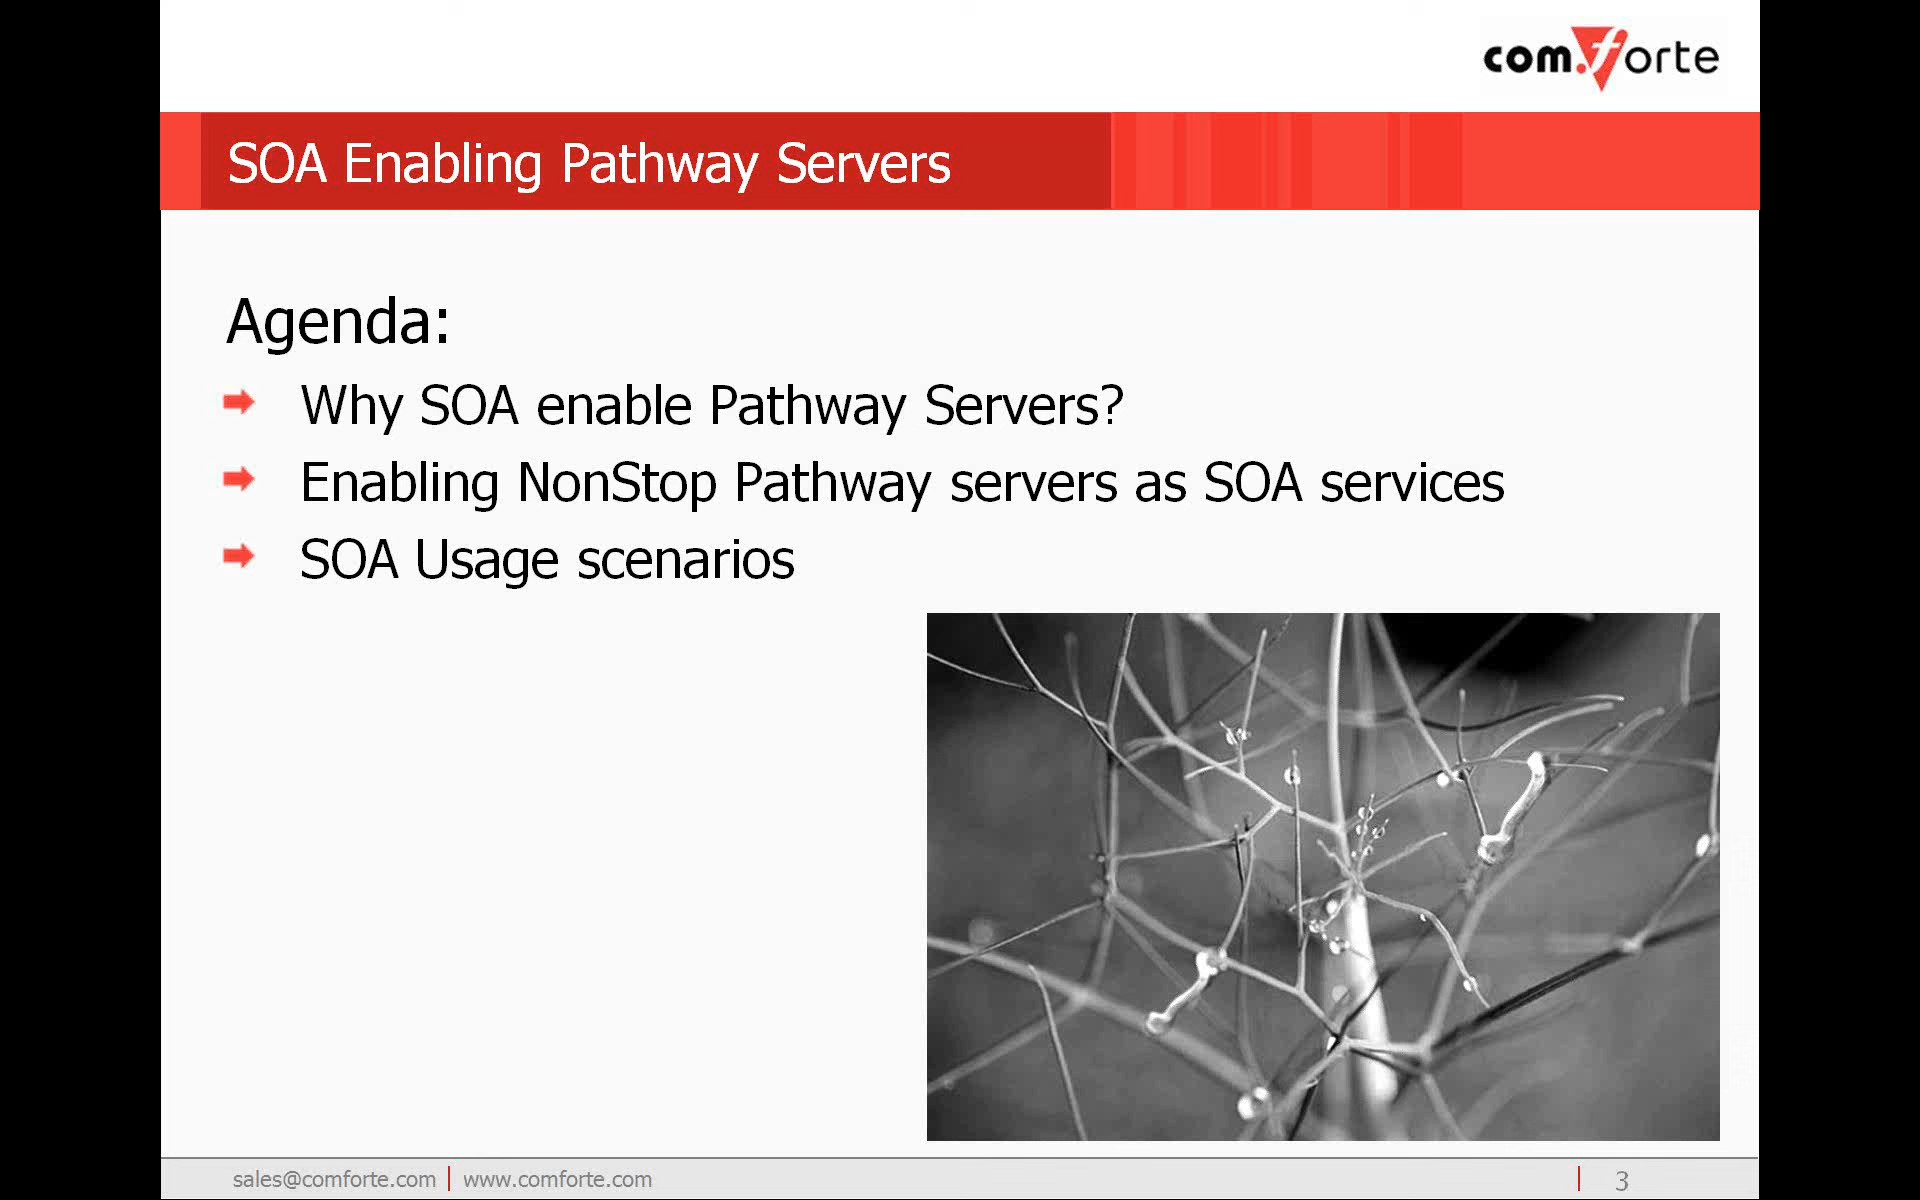 com.forte
SOA Enabling Pathway Servers
Agenda:
Why SOA enable Pathway Servers?
Enabling NonStop Pathway servers as SOA services
SOA Usage scenarios
sales@comforte.com | www.comforte.com
3